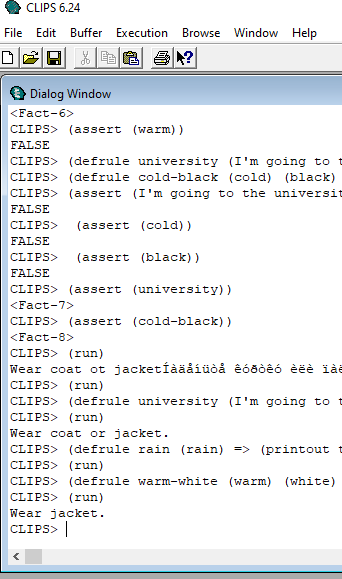 CLIPS 6.24
File Edit Buffer Execution Browse Window Help
Dialog Window
<Fact-6>
CLIPS> (assert (warm))
FALSE
CLIPS> (defrule university (I'm going to t
CLIPS> (defrule cold-black (cold) (black)
CLIPS> (assert (I'm going to the universit
FALSE
CLIPS>  (assert (cold))
FALSE
CLIPS>  (assert (black))
FALSE
CLIPS> (assert (university))
<Fact-7>
CLIPS> (assert (cold-black))
<Fact-8>
CLIPS> (run)
Wear coat ot jacketÍàäåíüòå êóðòêó èëè ïàë
CLIPS> (run)
CLIPS> (defrule university (I'm going to t
CLIPS> (run)
Wear coat or jacket.
CLIPS> (defrule rain (rain) => (printout t
CLIPS> (run)
CLIPS> (defrule warm-white (warm) (white)
CLIPS> (run)
Wear jacket.
CLIPS>